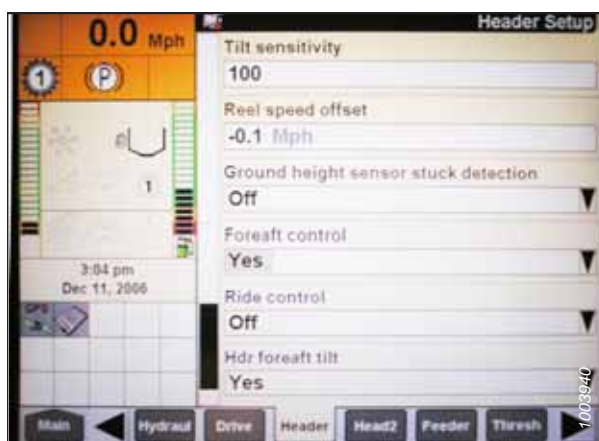 0.0 Mph
Header Setup
Tilt sensitivity
100
1
(P)
Reel speed offset
-0.1 Mph
Ground height sensor stuck detection
Off
1
Foreaft control
Yes
3:04 pm
Dec 11, 2006
Ride control
Off
Hdr foreaft tilt
Yes
Main
Hydraul
Drive
Header
Head2
Feeder
Thresh
1003940